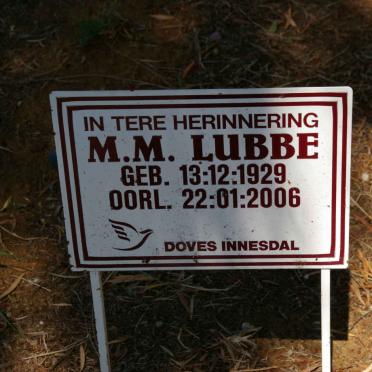 IN TERE HERINNERING
M.M. LUBBE
GEB. 13:12:1929
OORL. 22:01:2006
DOVES INNESDAL